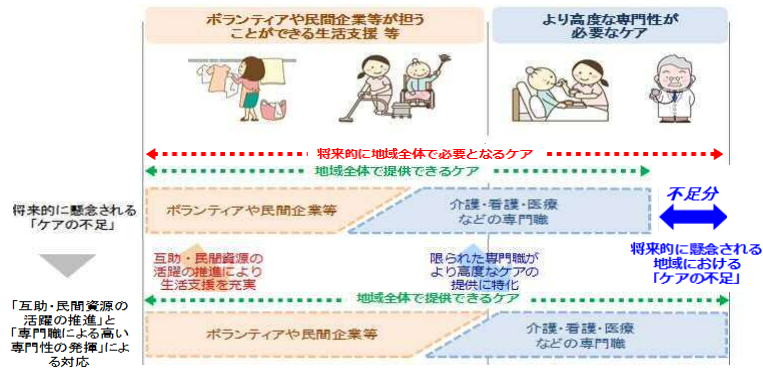 ボランティアや民間企業等が担う
ことができる生活支援 等
より高度な専門性が
必要なケア
将来的に地域全体で必要となるケア
地域全体で提供できるケア
将来的に懸念される
「ケアの不足」
ボランティアや民間企業等
介護・看護・医療
などの専門職
不足分
将来的に懸念される
地域における
「ケアの不足」
互助・民間資源の
活躍の推進により
生活支援を充実
限られた専門職が
より高度なケアの
提供に特化
地域全体で提供できるケア
「互助・民間資源の
活躍の推進」と
「専門職による高い
専門性の発揮」によ
る対応
ボランティアや民間企業等
介護・看護・医療
などの専門職